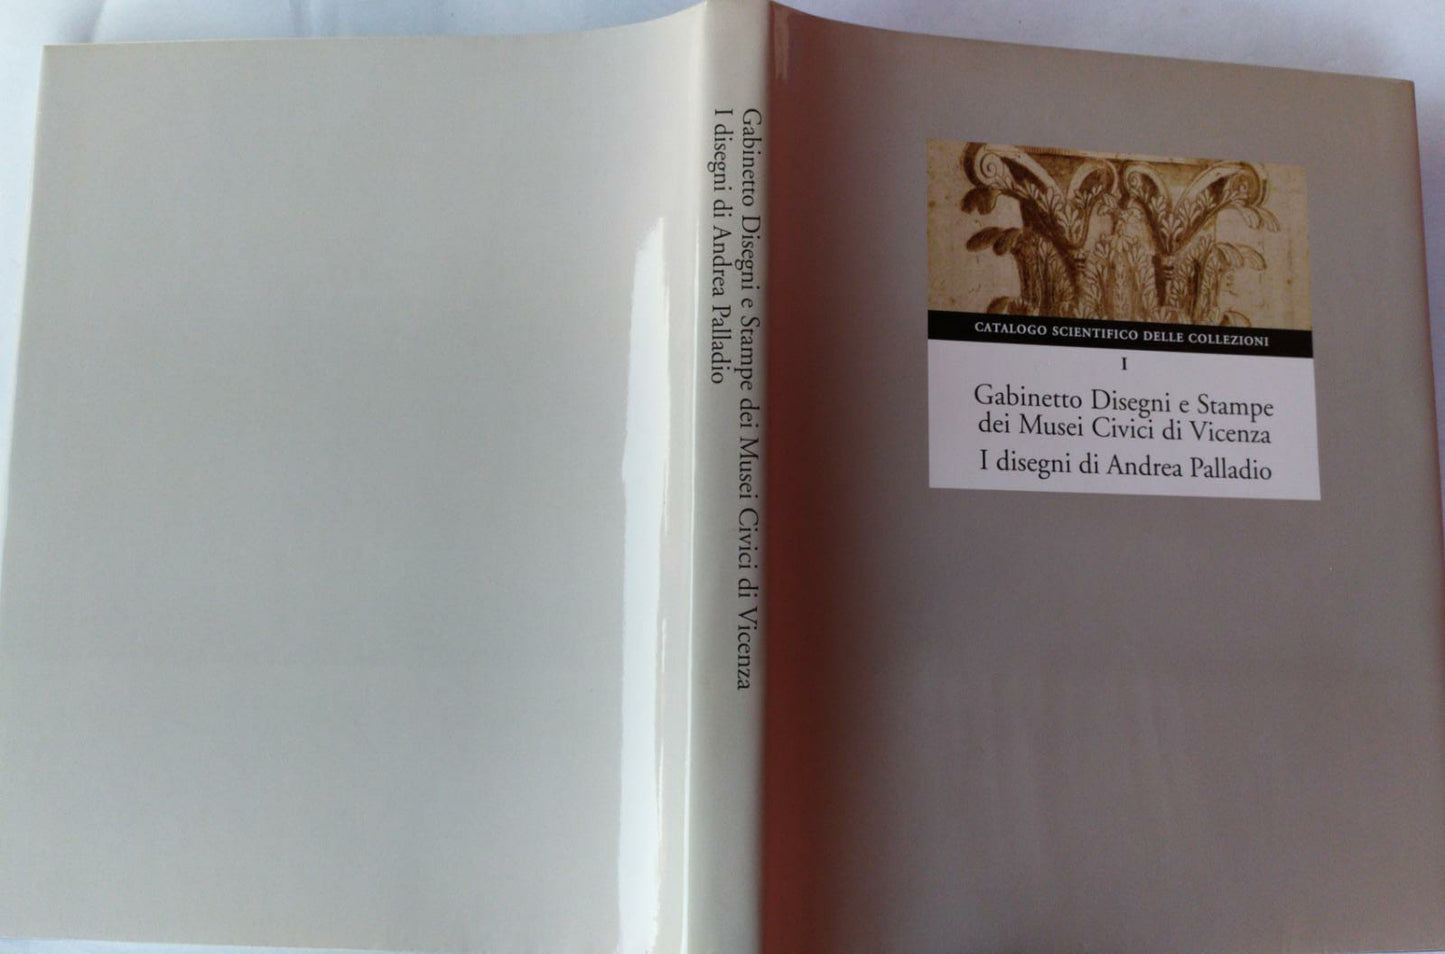 Gabinetto Disegni e Stampe dei Musei Civici di Vicenza
I disegni di Andrea Palladio
CATALOGO SCIENTIFICO DELLE COLLEZIONI
I
Gabinetto Disegni e Stampe
dei Musei Civici di Vicenza
I disegni di Andrea Palladio